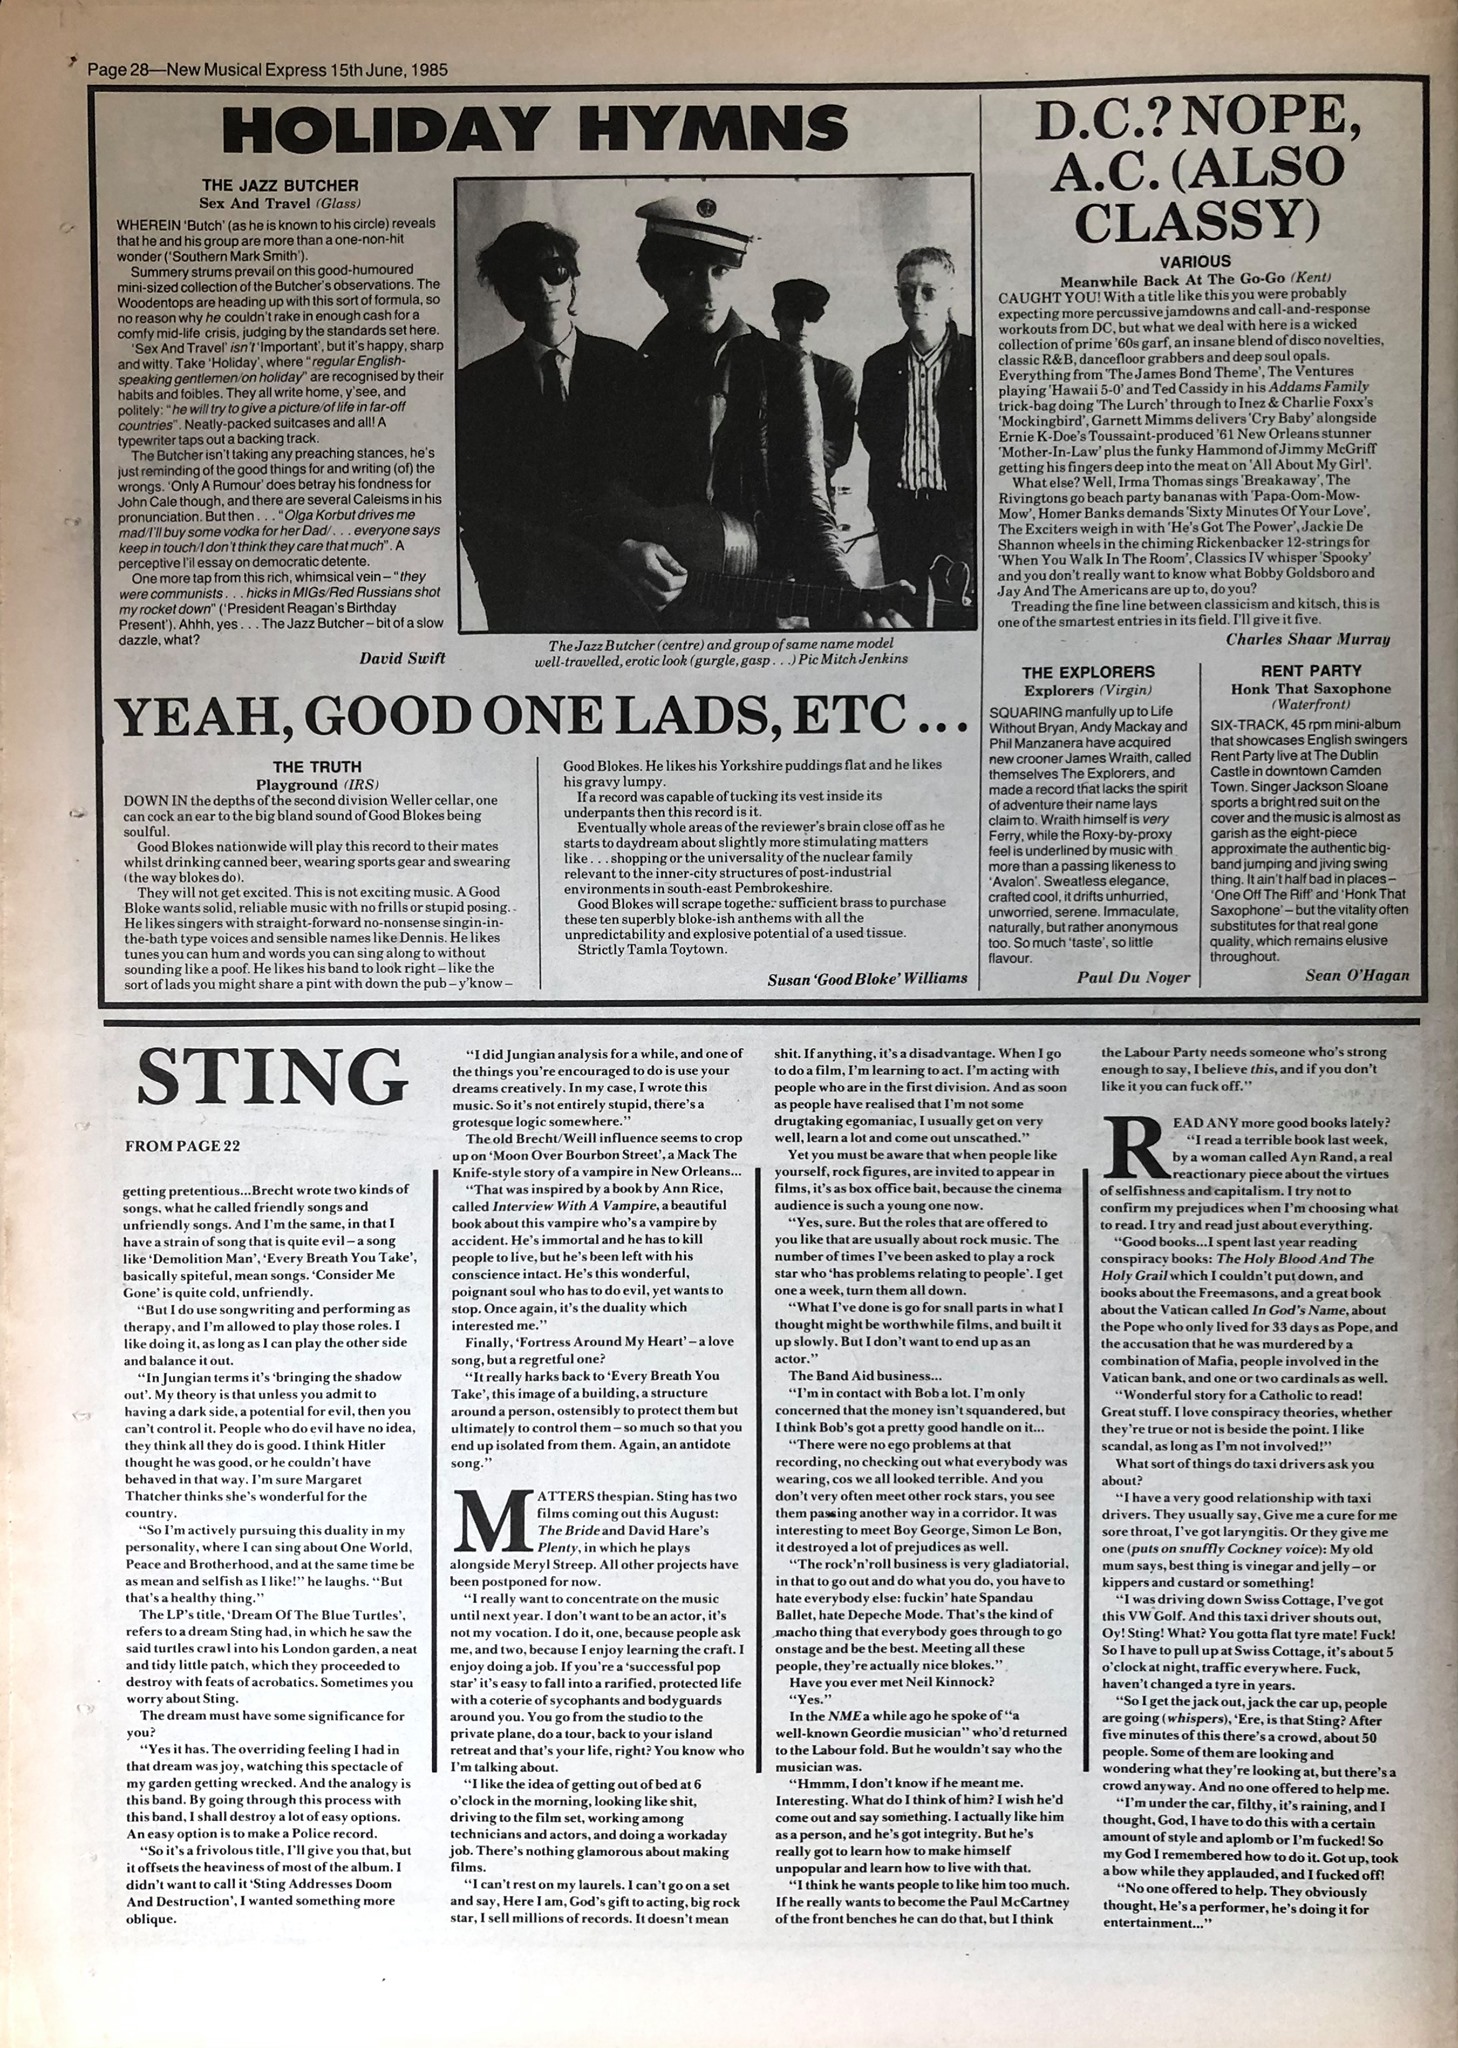 Page 28—New Musical Express 15th June, 1985
HOLIDAY HYMNS
THE JAZZ BUTCHER
Sex And Travel (Glass)
WHEREIN 'Butch' (as he is known to his circle) reveals
that he and his group are more than a one-non-hit
wonder ('Southern Mark Smith').
Summery strums prevail on this good-humoured
mini-sized collection of the Butcher's observations. The
Woodentops are heading up with this sort of formula, so
no reason why he couldn't rake in enough cash for a
comfy mid-life crisis, judging by the standards set here.
'Sex And Travel' isn't 'Important', but it's happy, sharp
and witty. Take 'Holiday', where "regular English-
speaking gentlemen/on holiday" are recognised by their
habits and foibles. They all write home, y'see, and
politely: "he will try to give a picture/of life in far-off
countries". Neatly-packed suitcases and all! A
typewriter taps out a backing track.
The Butcher isn't taking any preaching stances, he's
just reminding of the good things for and writing (of) the
wrongs. 'Only A Rumour' does betray his fondness for
John Cale though, and there are several Caleisms in his
pronunciation. But then . . . "Olga Korbut drives me
mad/I'll buy some vodka for her Dad/. . . everyone says
keep in touch/I don't think they care that much". A
perceptive l'il essay on democratic detente.
One more tap from this rich, whimsical vein – "they
were communists . . . hicks in MIGs/Red Russians shot
my rocket down" ('President Reagan's Birthday
Present'). Ahhh, yes . . . The Jazz Butcher – bit of a slow
dazzle, what?
David Swift
The Jazz Butcher (centre) and group of same name model
well-travelled, erotic look (gurgle, gasp . . .) Pic Mitch Jenkins
YEAH, GOOD ONE LADS, ETC ...
THE TRUTH
Playground (IRS)
DOWN IN the depths of the second division Weller cellar, one
can cock an ear to the big bland sound of Good Blokes being
soulful.
Good Blokes nationwide will play this record to their mates
whilst drinking canned beer, wearing sports gear and swearing
(the way blokes do).
They will not get excited. This is not exciting music. A Good
Bloke wants solid, reliable music with no frills or stupid posing.
He likes singers with straight-forward no-nonsense singin-in-
the-bath type voices and sensible names like Dennis. He likes
tunes you can hum and words you can sing along to without
sounding like a poof. He likes his band to look right – like the
sort of lads you might share a pint with down the pub – y'know –
Good Blokes. He likes his Yorkshire puddings flat and he likes
his gravy lumpy.
If a record was capable of tucking its vest inside its
underpants then this record is it.
Eventually whole areas of the reviewer's brain close off as he
starts to daydream about slightly more stimulating matters
like . . . shopping or the universality of the nuclear family
relevant to the inner-city structures of post-industrial
environments in south-east Pembrokeshire.
Good Blokes will scrape together sufficient brass to purchase
these ten superbly bloke-ish anthems with all the
unpredictability and explosive potential of a used tissue.
Strictly Tamla Toytown.
Susan 'Good Bloke' Williams
D.C.? NOPE,
A.C. (ALSO
CLASSY)
VARIOUS
Meanwhile Back At The Go-Go (Kent)
CAUGHT YOU! With a title like this you were probably
expecting more percussive jamdowns and call-and-response
workouts from DC, but what we deal with here is a wicked
collection of prime '60s garf, an insane blend of disco novelties,
classic R&B, dancefloor grabbers and deep soul opals.
Everything from 'The James Bond Theme', The Ventures
playing 'Hawaii 5-0' and Ted Cassidy in his Addams Family
trick-bag doing 'The Lurch' through to Inez & Charlie Foxx's
'Mockingbird', Garnett Mimms delivers 'Cry Baby' alongside
Ernie K-Doe's Toussaint-produced '61 New Orleans stunner
'Mother-In-Law' plus the funky Hammond of Jimmy McGriff
getting his fingers deep into the meat on 'All About My Girl'.
What else? Well, Irma Thomas sings 'Breakaway', The
Rivingtons go beach party bananas with 'Papa-Oom-Mow-
Mow', Homer Banks demands 'Sixty Minutes Of Your Love',
The Exciters weigh in with 'He's Got The Power', Jackie De
Shannon wheels in the chiming Rickenbacker 12-strings for
'When You Walk In The Room', Classics IV whisper 'Spooky'
and you don't really want to know what Bobby Goldsboro and
Jay And The Americans are up to, do you?
Treading the fine line between classicism and kitsch, this is
one of the smartest entries in its field. I'll give it five.
Charles Shaar Murray
THE EXPLORERS
Explorers (Virgin)
SQUARING manfully up to Life
Without Bryan, Andy Mackay and
Phil Manzanera have acquired
new crooner James Wraith, called
themselves The Explorers, and
made a record that lacks the spirit
of adventure their name lays
claim to. Wraith himself is very
Ferry, while the Roxy-by-proxy
feel is underlined by music with
more than a passing likeness to
'Avalon'. Sweatless elegance,
crafted cool, it drifts unhurried,
unworried, serene. Immaculate,
naturally, but rather anonymous
too. So much 'taste', so little
flavour.
Paul Du Noyer
RENT PARTY
Honk That Saxophone
(Waterfront)
SIX-TRACK, 45 rpm mini-album
that showcases English swingers
Rent Party live at The Dublin
Castle in downtown Camden
Town. Singer Jackson Sloane
sports a bright red suit on the
cover and the music is almost as
garish as the eight-piece
approximate the authentic big-
band jumping and jiving swing
thing. It ain't half bad in places –
'One Off The Riff' and 'Honk That
Saxophone' – but the vitality often
substitutes for that real gone
quality, which remains elusive
throughout.
Sean O'Hagan
STING
FROM PAGE 22
getting pretentious...Brecht wrote two kinds of
songs, what he called friendly songs and
unfriendly songs. And I'm the same, in that I
have a strain of song that is quite evil – a song
like 'Demolition Man', 'Every Breath You Take',
basically spiteful, mean songs. 'Consider Me
Gone' is quite cold, unfriendly.
"But I do use songwriting and performing as
therapy, and I'm allowed to play those roles. I
like doing it, as long as I can play the other side
and balance it out.
"In Jungian terms it's 'bringing the shadow
out'. My theory is that unless you admit to
having a dark side, a potential for evil, then you
can't control it. People who do evil have no idea,
they think all they do is good. I think Hitler
thought he was good, or he couldn't have
behaved in that way. I'm sure Margaret
Thatcher thinks she's wonderful for the
country.
"So I'm actively pursuing this duality in my
personality, where I can sing about One World,
Peace and Brotherhood, and at the same time be
as mean and selfish as I like!" he laughs. "But
that's a healthy thing."
The LP's title, 'Dream Of The Blue Turtles',
refers to a dream Sting had, in which he saw the
said turtles crawl into his London garden, a neat
and tidy little patch, which they proceeded to
destroy with feats of acrobatics. Sometimes you
worry about Sting.
The dream must have some significance for
you?
"Yes it has. The overriding feeling I had in
that dream was joy, watching this spectacle of
my garden getting wrecked. And the analogy is
this band. By going through this process with
this band, I shall destroy a lot of easy options.
An easy option is to make a Police record.
"So it's a frivolous title, I'll give you that, but
it offsets the heaviness of most of the album. I
didn't want to call it 'Sting Addresses Doom
And Destruction', I wanted something more
oblique.
"I did Jungian analysis for a while, and one of
the things you're encouraged to do is use your
dreams creatively. In my case, I wrote this
music. So it's not entirely stupid, there's a
grotesque logic somewhere."
The old Brecht/Weill influence seems to crop
up on 'Moon Over Bourbon Street', a Mack The
Knife-style story of a vampire in New Orleans...
"That was inspired by a book by Ann Rice,
called Interview With A Vampire, a beautiful
book about this vampire who's a vampire by
accident. He's immortal and he has to kill
people to live, but he's been left with his
conscience intact. He's this wonderful,
poignant soul who has to do evil, yet wants to
stop. Once again, it's the duality which
interested me."
Finally, 'Fortress Around My Heart' – a love
song, but a regretful one?
"It really harks back to 'Every Breath You
Take', this image of a building, a structure
around a person, ostensibly to protect them but
ultimately to control them – so much so that you
end up isolated from them. Again, an antidote
song."
MATTERS thespian. Sting has two
films coming out this August:
The Bride and David Hare's
Plenty, in which he plays
alongside Meryl Streep. All other projects have
been postponed for now.
"I really want to concentrate on the music
until next year. I don't want to be an actor, it's
not my vocation. I do it, one, because people ask
me, and two, because I enjoy learning the craft. I
enjoy doing a job. If you're a 'successful pop
star' it's easy to fall into a rarified, protected life
with a coterie of sycophants and bodyguards
around you. You go from the studio to the
private plane, do a tour, back to your island
retreat and that's your life, right? You know who
I'm talking about.
"I like the idea of getting out of bed at 6
o'clock in the morning, looking like shit,
driving to the film set, working among
technicians and actors, and doing a workaday
job. There's nothing glamorous about making
films.
"I can't rest on my laurels. I can't go on a set
and say, Here I am, God's gift to acting, big rock
star, I sell millions of records. It doesn't mean
shit. If anything, it's a disadvantage. When I go
to do a film, I'm learning to act. I'm acting with
people who are in the first division. And as soon
as people have realised that I'm not some
drugtaking egomaniac, I usually get on very
well, learn a lot and come out unscathed."
Yet you must be aware that when people like
yourself, rock figures, are invited to appear in
films, it's as box office bait, because the cinema
audience is such a young one now.
"Yes, sure. But the roles that are offered to
you like that are usually about rock music. The
number of times I've been asked to play a rock
star who 'has problems relating to people'. I get
one a week, turn them all down.
"What I've done is go for snall parts in what I
thought might be worthwhile films, and built it
up slowly. But I don't want to end up as an
actor."
The Band Aid business...
"I'm in contact with Bob a lot. I'm only
concerned that the money isn't squandered, but
I think Bob's got a pretty good handle on it...
"There were no ego problems at that
recording, no checking out what everybody was
wearing, cos we all looked terrible. And you
don't very often meet other rock stars, you see
them passing another way in a corridor. It was
interesting to meet Boy George, Simon Le Bon,
it destroyed a lot of prejudices as well.
"The rock'n'roll business is very gladiatorial,
in that to go out and do what you do, you have to
hate everybody else: fuckin' hate Spandau
Ballet, hate Depeche Mode. That's the kind of
macho thing that everybody goes through to go
onstage and be the best. Meeting all these
people, they're actually nice blokes."
Have you ever met Neil Kinnock?
"Yes."
In the NME a while ago he spoke of "a
well-known Geordie musician" who'd returned
to the Labour fold. But he wouldn't say who the
musician was.
"Hmmm, I don't know if he meant me.
Interesting. What do I think of him? I wish he'd
come out and say something. I actually like him
as a person, and he's got integrity. But he's
really got to learn how to make himself
unpopular and learn how to live with that.
"I think he wants people to like him too much.
If he really wants to become the Paul McCartney
of the front benches he can do that, but I think
the Labour Party needs someone who's strong
enough to say, I believe this, and if you don't
like it you can fuck off."
READ ANY more good books lately?
"I read a terrible book last week,
by a woman called Ayn Rand, a real
reactionary piece about the virtues
of selfishness and capitalism. I try not to
confirm my prejudices when I'm choosing what
to read. I try and read just about everything.
"Good books...I spent last year reading
conspiracy books: The Holy Blood And The
Holy Grail which I couldn't put down, and
books about the Freemasons, and a great book
about the Vatican called In God's Name, about
the Pope who only lived for 33 days as Pope, and
the accusation that he was murdered by a
combination of Mafia, people involved in the
Vatican bank, and one or two cardinals as well.
"Wonderful story for a Catholic to read!
Great stuff. I love conspiracy theories, whether
they're true or not is beside the point. I like
scandal, as long as I'm not involved!"
What sort of things do taxi drivers ask you
about?
"I have a very good relationship with taxi
drivers. They usually say, Give me a cure for me
sore throat, I've got laryngitis. Or they give me
one (puts on snuffly Cockney voice): My old
mum says, best thing is vinegar and jelly – or
kippers and custard or something!
"I was driving down Swiss Cottage, I've got
this VW Golf. And this taxi driver shouts out,
Oy! Sting! What? You gotta flat tyre mate! Fuck!
So I have to pull up at Swiss Cottage, it's about 5
o'clock at night, traffic everywhere. Fuck,
haven't changed a tyre in years.
"So I get the jack out, jack the car up, people
are going (whispers), 'Ere, is that Sting? After
five minutes of this there's a crowd, about 50
people. Some of them are looking and
wondering what they're looking at, but there's a
crowd anyway. And no one offered to help me.
"I'm under the car, filthy, it's raining, and I
thought, God, I have to do this with a certain
amount of style and aplomb or I'm fucked! So
my God I remembered how to do it. Got up, took
a bow while they applauded, and I fucked off!
"No one offered to help. They obviously
thought, He's a performer, he's doing it for
entertainment..."